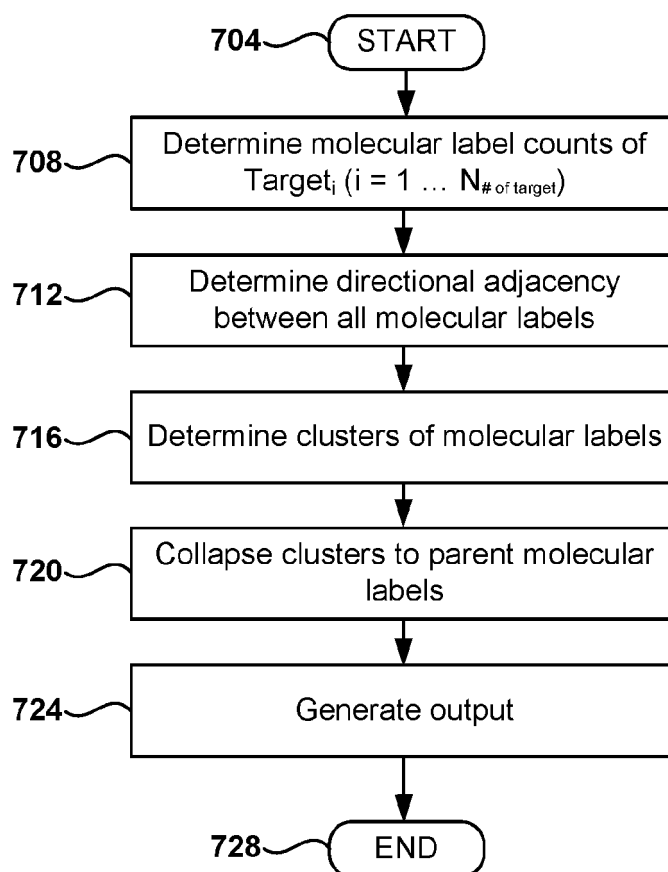 704 START
708 Determine molecular label counts of
Targeti (i = 1 ... N# of target)
712 Determine directional adjacency
between all molecular labels
716 Determine clusters of molecular labels
720 Collapse clusters to parent molecular
labels
724 Generate output
728 END